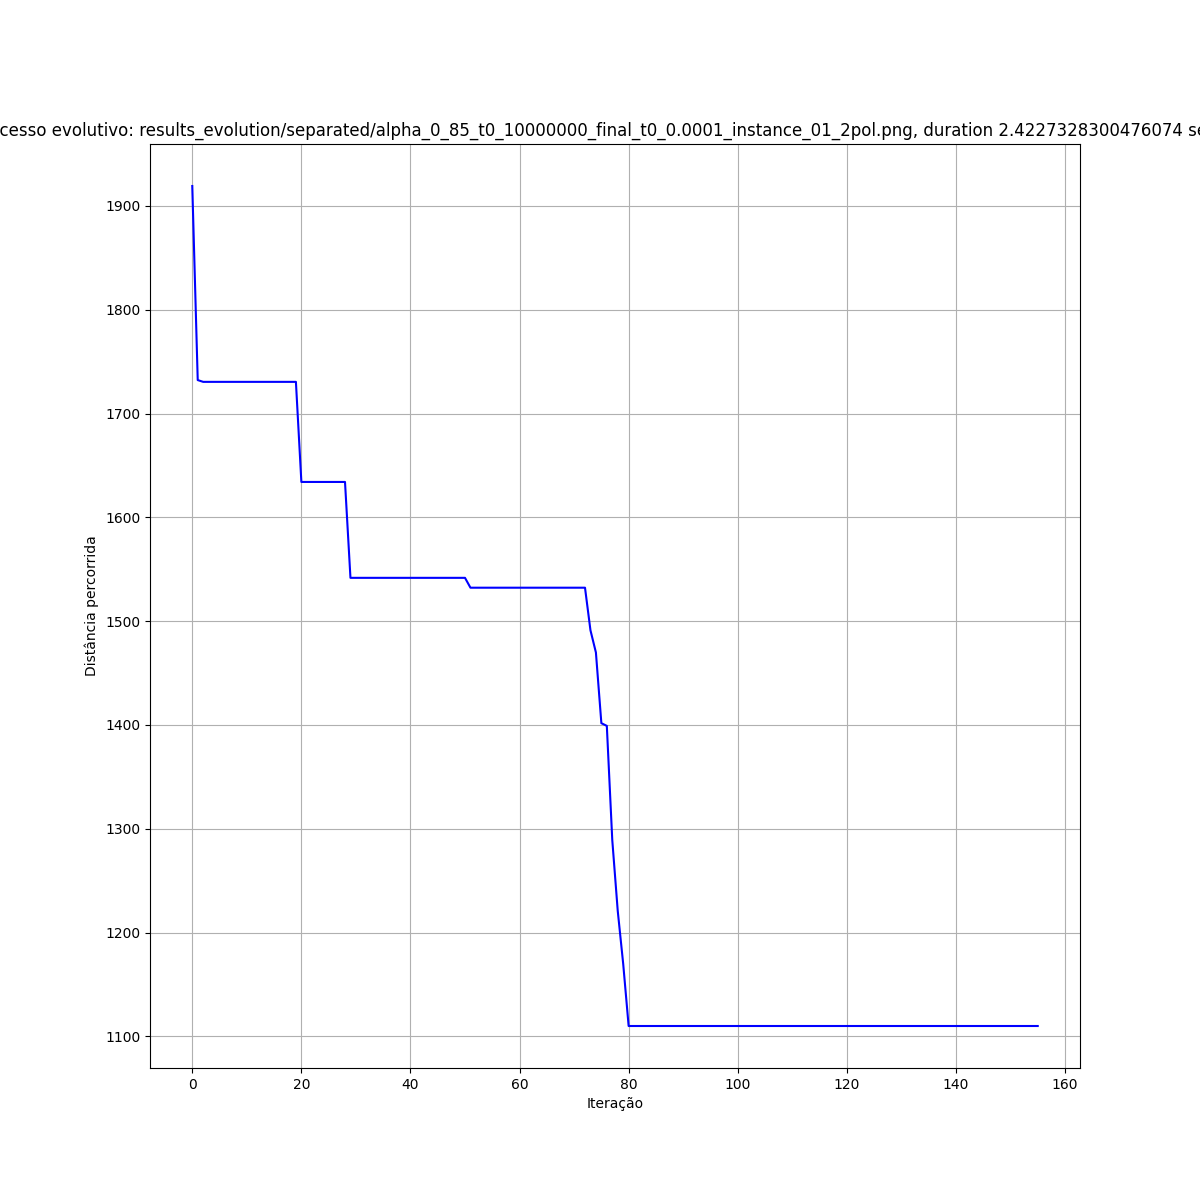 cesso evolutivo: results_evolution/separated/alpha_0_85_t0_10000000_final_t0_0.0001_instance_01_2pol.png, duration 2.4227328300476074 se
1900
1800
1700
1600
1500
1400
1300
1200
1100
Distância percorrida
0 20 40 60 80 100 120 140 160
Iteração